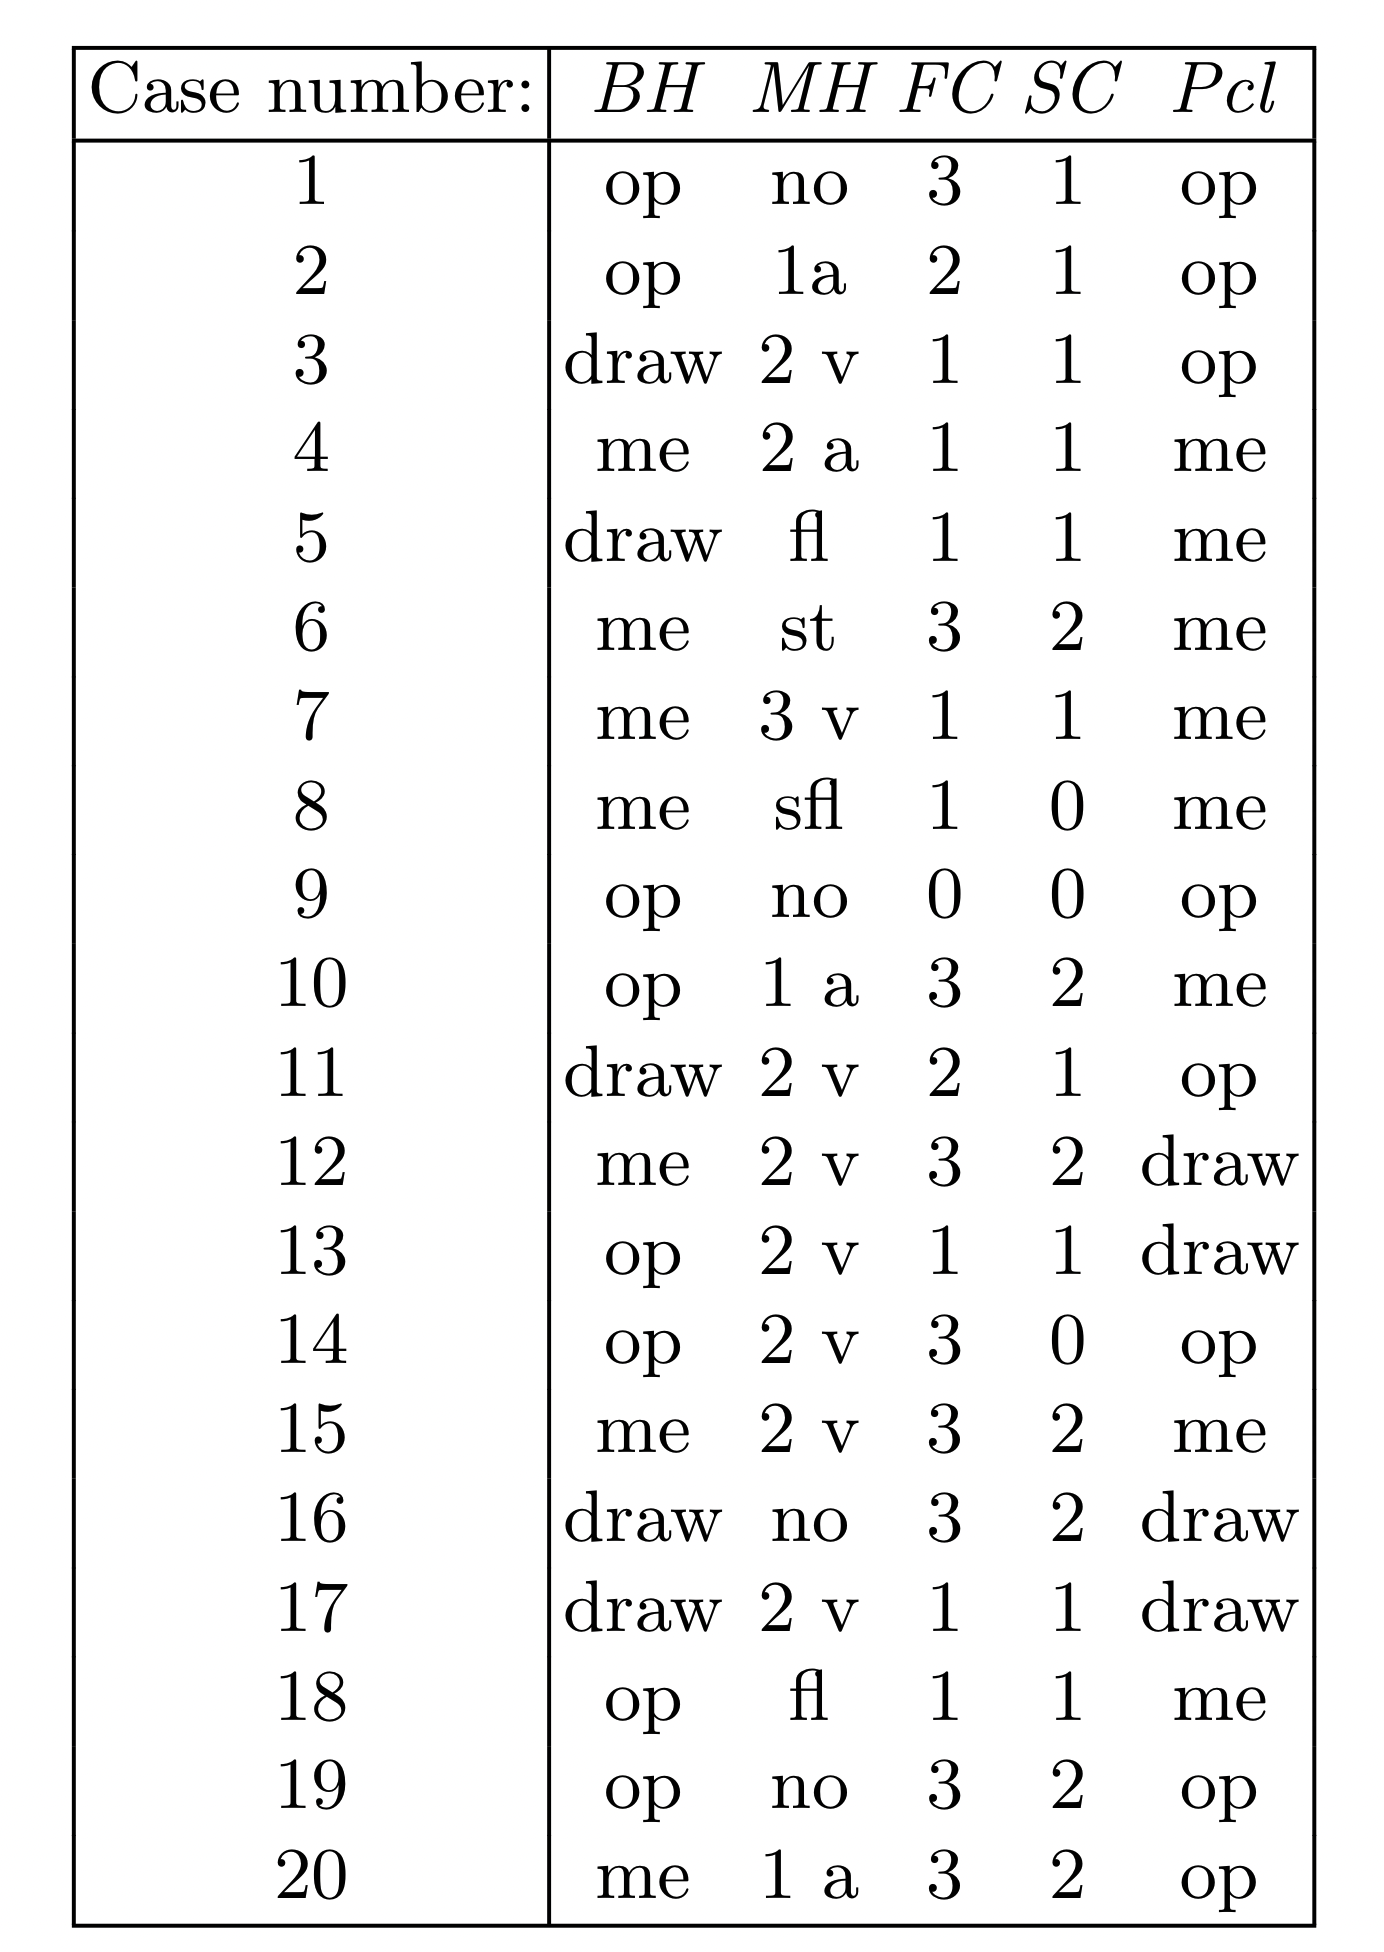 Case number: BH MH FC SC Pcl
1 op no 3 1 op
2 op 1a 2 1 op
3 draw 2 v 1 1 op
4 me 2 a 1 1 me
5 draw fl 1 1 me
6 me st 3 2 me
7 me 3 v 1 1 me
8 me sfl 1 0 me
9 op no 0 0 op
10 op 1 a 3 2 me
11 draw 2 v 2 1 op
12 me 2 v 3 2 draw
13 op 2 v 1 1 draw
14 op 2 v 3 0 op
15 me 2 v 3 2 me
16 draw no 3 2 draw
17 draw 2 v 1 1 draw
18 op fl 1 1 me
19 op no 3 2 op
20 me 1 a 3 2 op